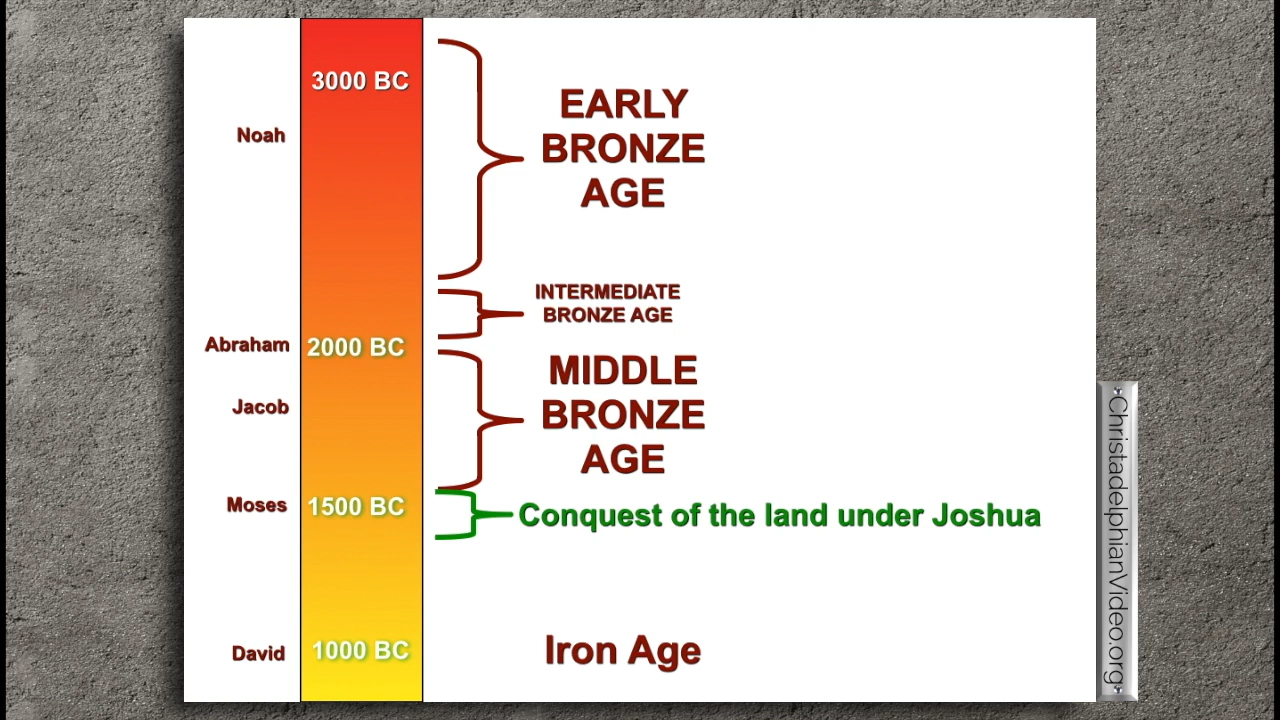 3000 BC
Noah
EARLY
BRONZE
AGE
INTERMEDIATE
BRONZE AGE
Abraham
2000 BC
MIDDLE
BRONZE
AGE
Jacob
Moses
1500 BC
Conquest of the land under Joshua
David
1000 BC
Iron Age
ChristadelphianVideo.org